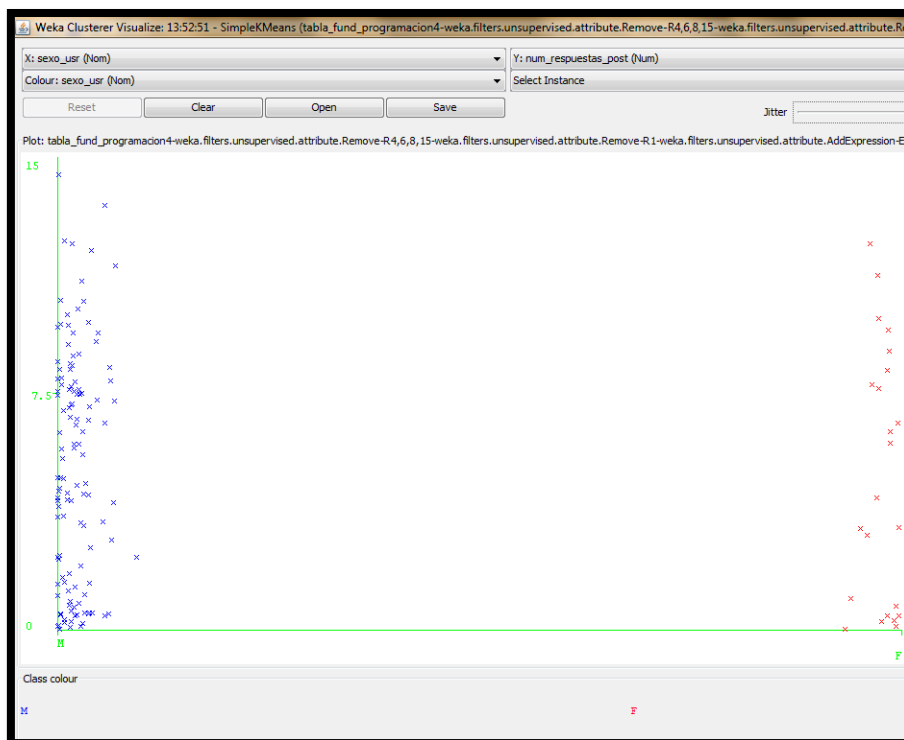 Weka Clusterer Visualize: 13:52:51 - SimpleKMeans (tabla_fund_programacion4-weka.filters.unsupervised.attribute.Remove-R4,6,8,15-weka.filters.unsupervised.attribute.Re
X: sexo_usr (Nom) Y: num_respuestas_post (Num)
Colour: sexo_usr (Nom) Select Instance
Reset Clear Open Save Jitter
Plot: tabla_fund_programacion4-weka.filters.unsupervised.attribute.Remove-R4,6,8,15-weka.filters.unsupervised.attribute.Remove-R1-weka.filters.unsupervised.attribute.AddExpression-E
15
7.5
0
M
F
Class colour
M F